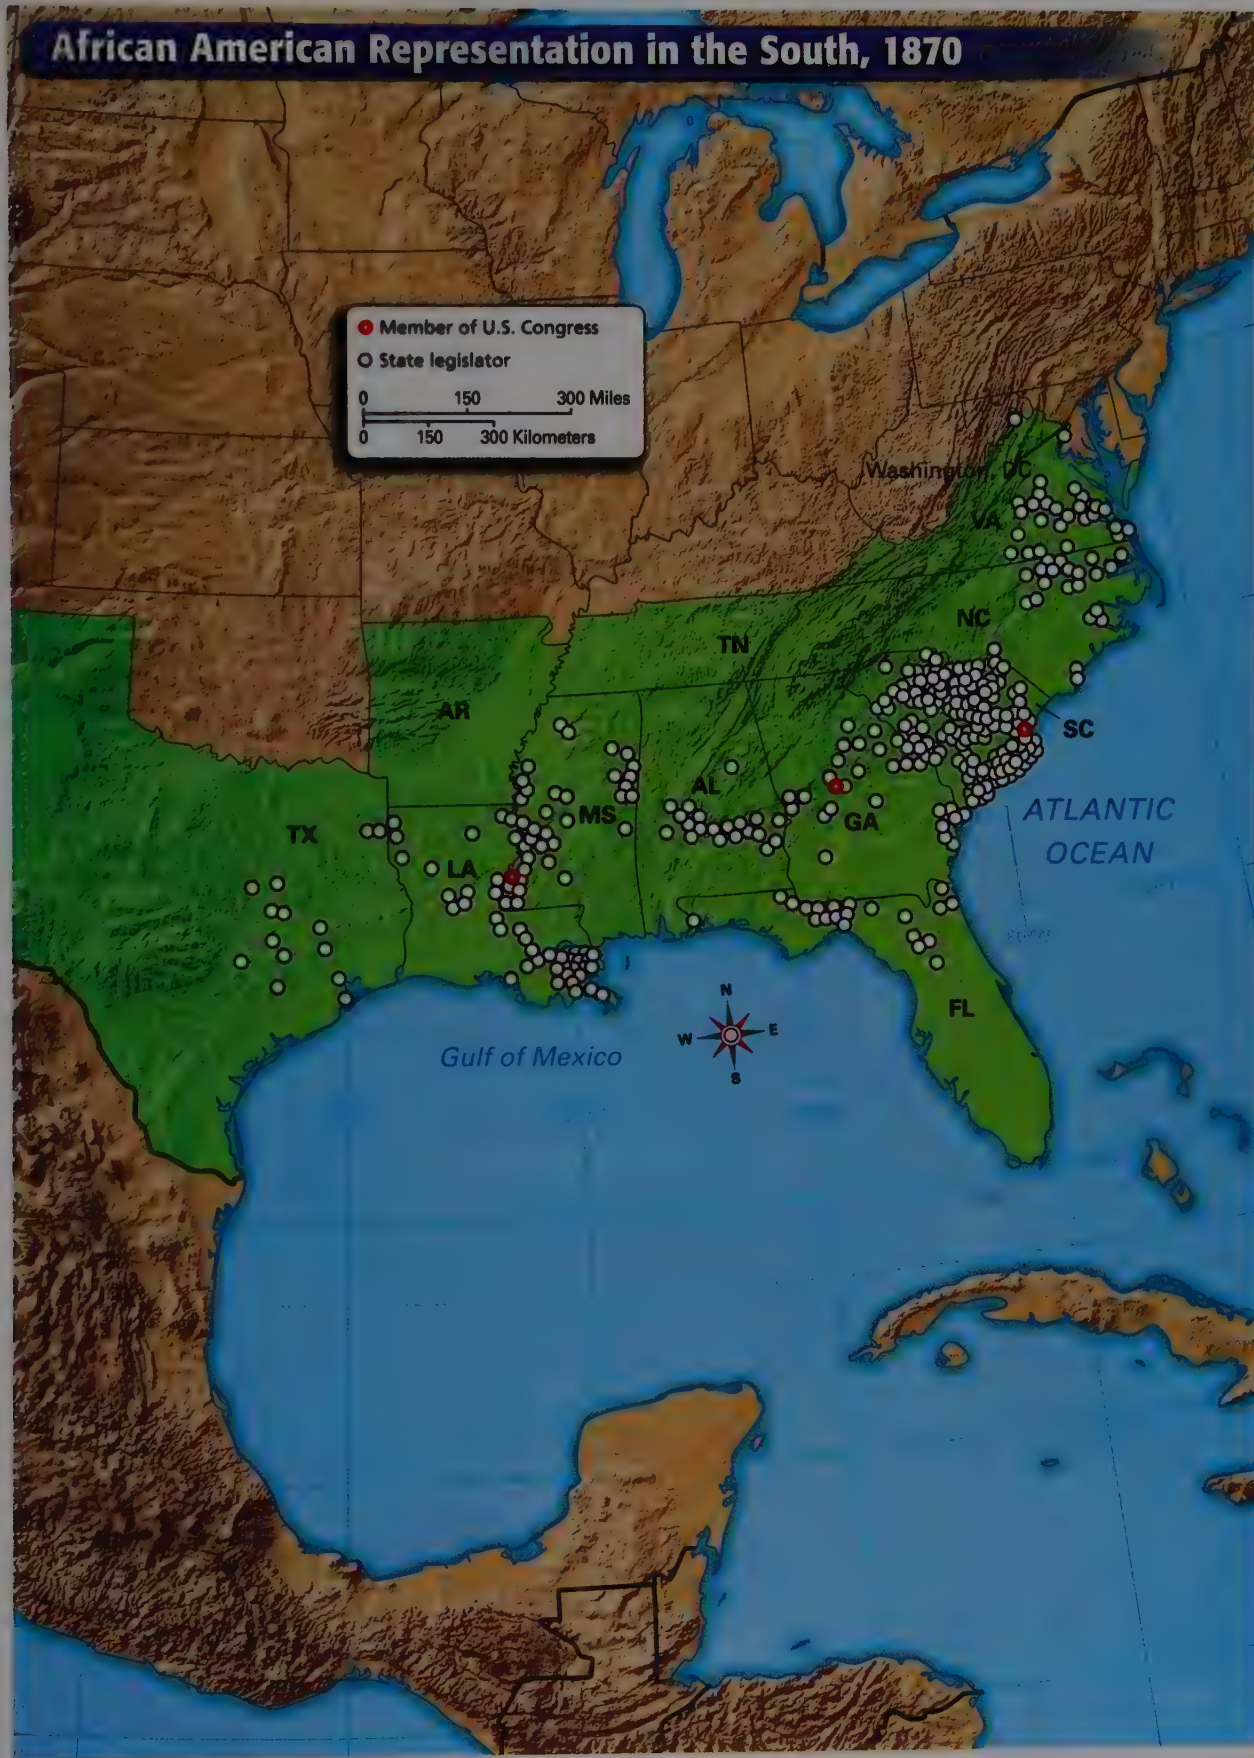 African American Representation in the South, 1870
Member of U.S. Congress
State legislator
0 150 300 Miles
0 150 300 Kilometers
Washington, DC
VA
NC
TN
AR
SC
AL
MS
GA
TX
LA
ATLANTIC
OCEAN
FL
N
W E
S
Gulf of Mexico